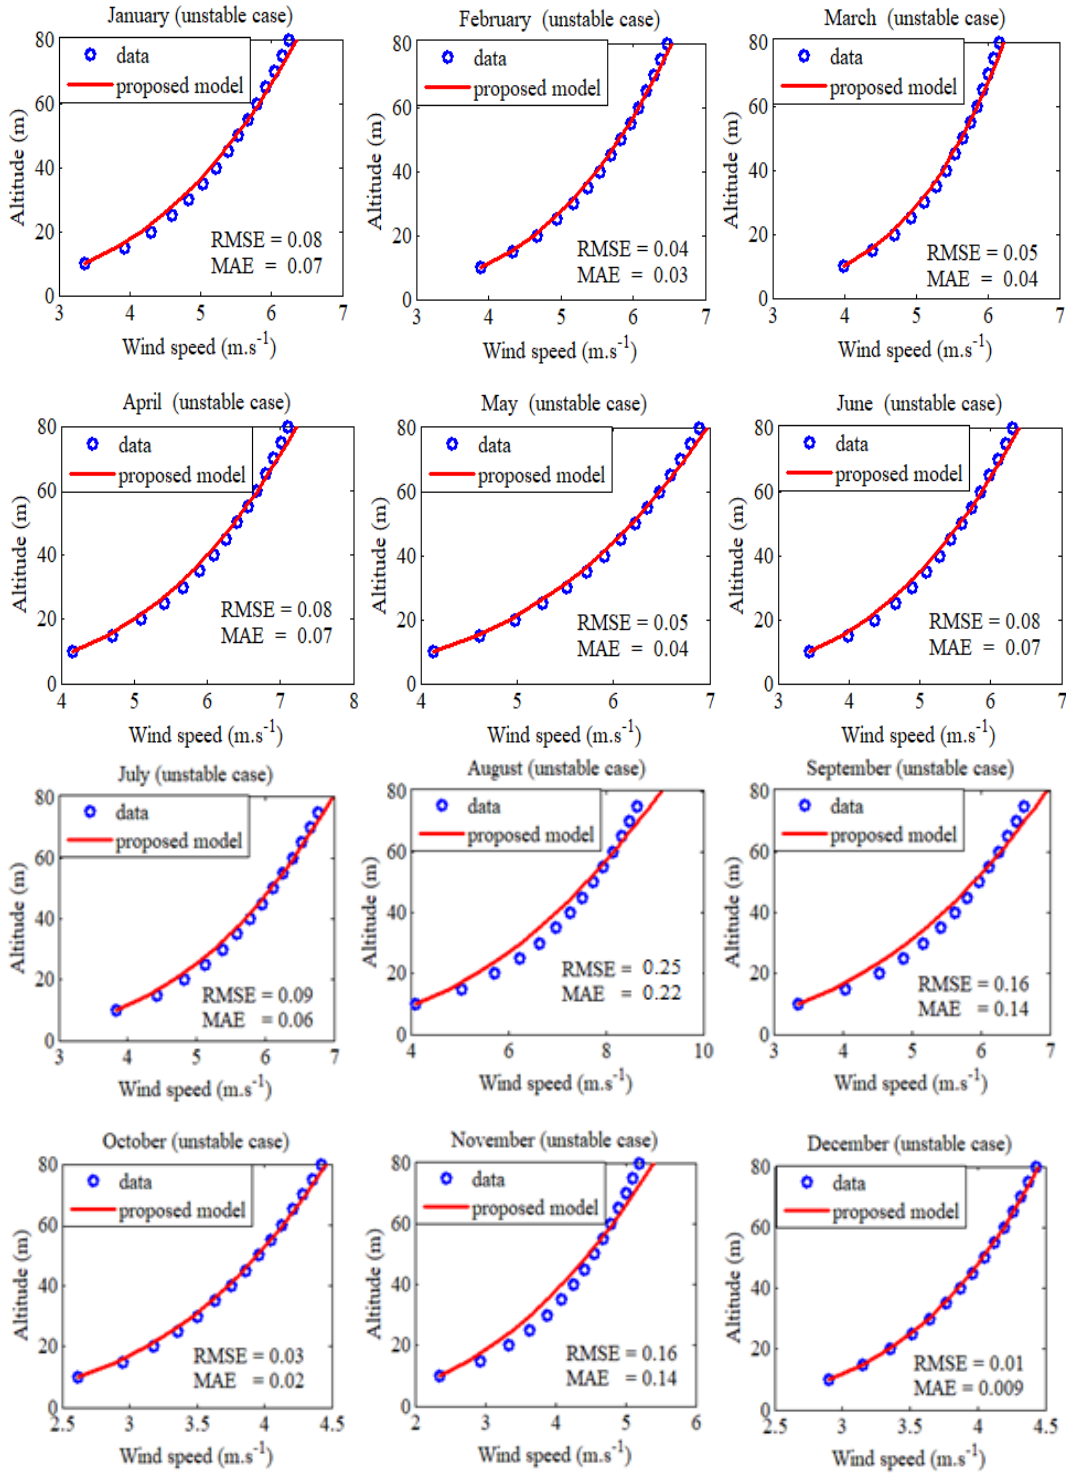 January (unstable case)
80
60
40
20
0
data
proposed model
RMSE = 0.08
MAE = 0.07
3 4 5 6 7
Altitude (m)
Wind speed (m.s-1)
February (unstable case)
80
60
40
20
0
data
proposed model
RMSE = 0.04
MAE = 0.03
3 4 5 6 7
Altitude (m)
Wind speed (m.s-1)
March (unstable case)
80
60
40
20
0
data
proposed model
RMSE = 0.05
MAE = 0.04
3 4 5 6 7
Altitude (m)
Wind speed (m.s-1)
April (unstable case)
80
60
40
20
0
data
proposed model
RMSE = 0.08
MAE = 0.07
4 5 6 7 8
Altitude (m)
Wind speed (m.s-1)
May (unstable case)
80
60
40
20
0
data
proposed model
RMSE = 0.05
MAE = 0.04
4 5 6 7
Altitude (m)
Wind speed (m.s-1)
June (unstable case)
80
60
40
20
0
data
proposed model
RMSE = 0.08
MAE = 0.07
3 4 5 6 7
Altitude (m)
Wind speed (m.s-1)
July (unstable case)
80
60
40
20
0
data
proposed model
RMSE = 0.09
MAE = 0.06
3 4 5 6 7
Altitude (m)
Wind speed (m.s-1)
August (unstable case)
80
60
40
20
0
data
proposed model
RMSE = 0.25
MAE = 0.22
4 6 8 10
Altitude (m)
Wind speed (m.s-1)
September (unstable case)
80
60
40
20
0
data
proposed model
RMSE = 0.16
MAE = 0.14
3 4 5 6 7
Altitude (m)
Wind speed (m.s-1)
October (unstable case)
80
60
40
20
0
data
proposed model
RMSE = 0.03
MAE = 0.02
2.5 3 3.5 4 4.5
Altitude (m)
Wind speed (m.s-1)
November (unstable case)
80
60
40
20
0
data
proposed model
RMSE = 0.16
MAE = 0.14
2 3 4 5 6
Altitude (m)
Wind speed (m.s-1)
December (unstable case)
80
60
40
20
0
data
proposed model
RMSE = 0.01
MAE = 0.009
2.5 3 3.5 4 4.5
Altitude (m)
Wind speed (m.s-1)